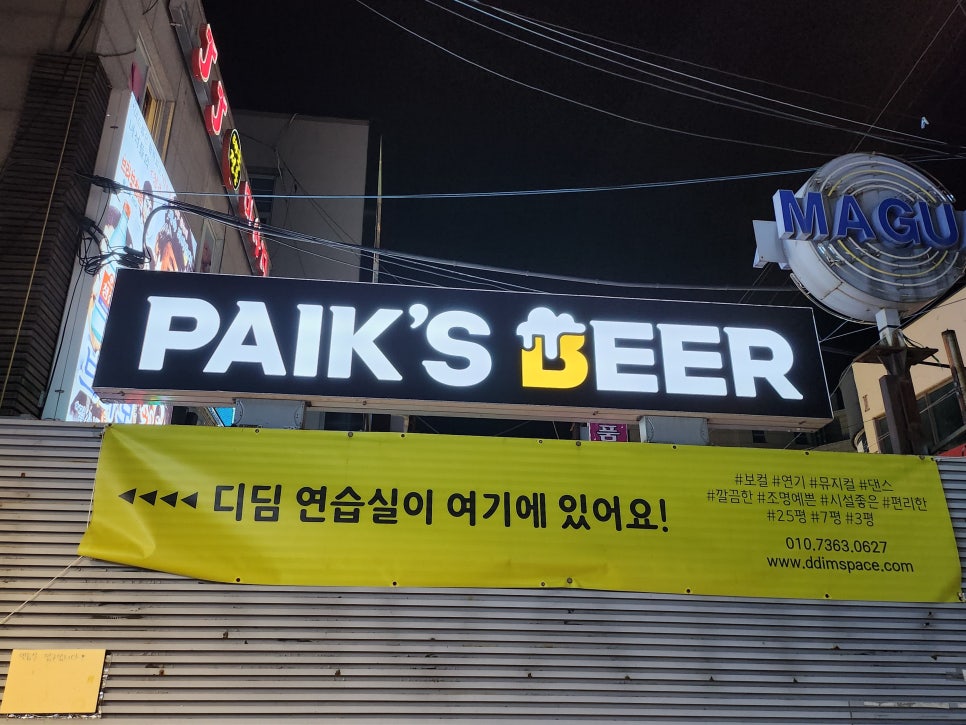 PAIK'S BEER
MAGU
◀◀◀◀ 디딤 연습실이 여기에 있어요!
#보컬 #연기 #뮤지컬 #댄스
#깔끔한 #조명예쁜 #시설좋은 #편리한
#25평 #7평 #3평
010.7363.0627
www.ddimspace.com
품